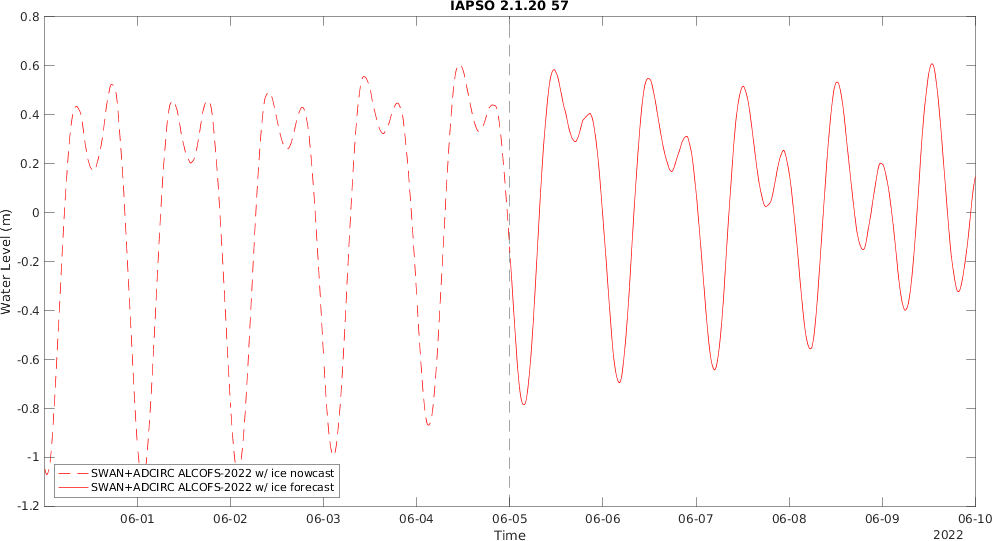 IAPSO 2.1.20 57
0.8
0.6
0.4
0.2
0
-0.2
-0.4
-0.6
-0.8
-1
-1.2
Water Level (m)
SWAN+ADCIRC ALCOFS-2022 w/ ice nowcast
SWAN+ADCIRC ALCOFS-2022 w/ ice forecast
06-01 06-02 06-03 06-04 06-05 06-06 06-07 06-08 06-09 06-10
Time 2022